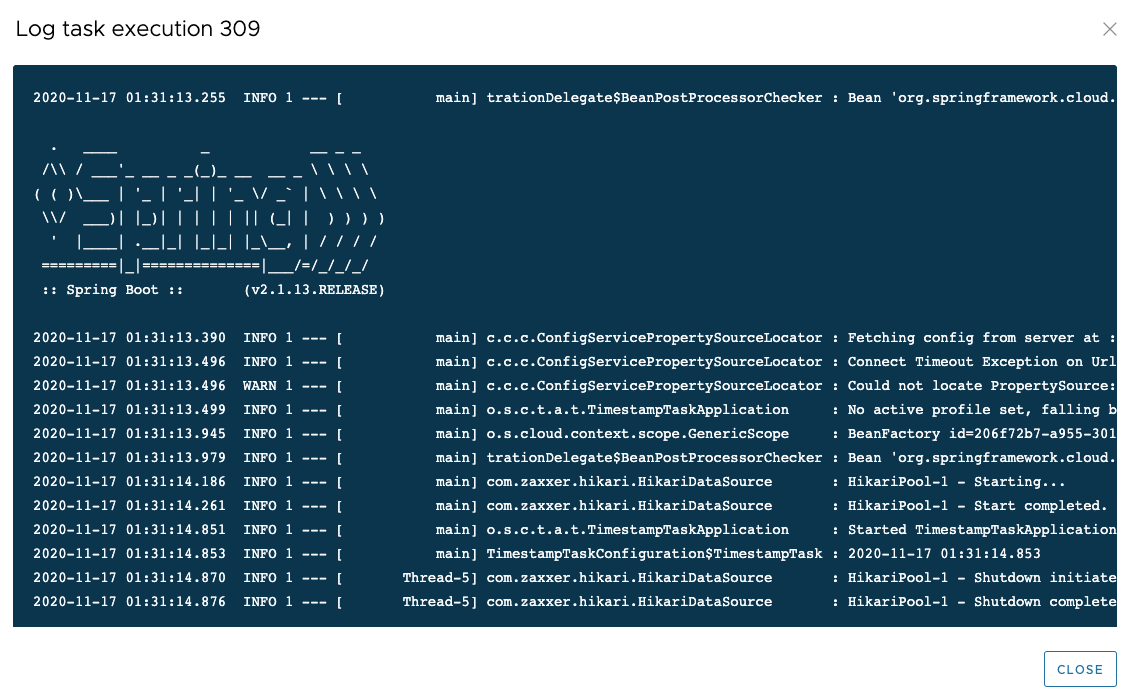 Log task execution 309
2020-11-17 01:31:13.255  INFO 1 --- [           main] trationDelegate$BeanPostProcessorChecker : Bean 'org.springframework.cloud.
  .   ____          _            __ _ _
 /\\ / ___'_ __ _ _(_)_ __  __ _ \ \ \ \
( ( )\___ | '_ | '_| | '_ \/ _` | \ \ \ \
 \\/  ___)| |_)| | | | | || (_| |  ) ) ) )
  '  |____| .__|_| |_|_| |_\__, | / / / /
 =========|_|==============|___/=/_/_/_/
 :: Spring Boot ::       (v2.1.13.RELEASE)
2020-11-17 01:31:13.390  INFO 1 --- [           main] c.c.c.ConfigServicePropertySourceLocator : Fetching config from server at :
2020-11-17 01:31:13.496  INFO 1 --- [           main] c.c.c.ConfigServicePropertySourceLocator : Connect Timeout Exception on Url
2020-11-17 01:31:13.496  WARN 1 --- [           main] c.c.c.ConfigServicePropertySourceLocator : Could not locate PropertySource:
2020-11-17 01:31:13.499  INFO 1 --- [           main] o.s.c.t.a.t.TimestampTaskApplication     : No active profile set, falling b
2020-11-17 01:31:13.945  INFO 1 --- [           main] o.s.cloud.context.scope.GenericScope     : BeanFactory id=206f72b7-a955-301
2020-11-17 01:31:13.979  INFO 1 --- [           main] trationDelegate$BeanPostProcessorChecker : Bean 'org.springframework.cloud.
2020-11-17 01:31:14.186  INFO 1 --- [           main] com.zaxxer.hikari.HikariDataSource       : HikariPool-1 - Starting...
2020-11-17 01:31:14.261  INFO 1 --- [           main] com.zaxxer.hikari.HikariDataSource       : HikariPool-1 - Start completed.
2020-11-17 01:31:14.851  INFO 1 --- [           main] o.s.c.t.a.t.TimestampTaskApplication     : Started TimestampTaskApplication
2020-11-17 01:31:14.853  INFO 1 --- [           main] TimestampTaskConfiguration$TimestampTask : 2020-11-17 01:31:14.853
2020-11-17 01:31:14.870  INFO 1 --- [       Thread-5] com.zaxxer.hikari.HikariDataSource       : HikariPool-1 - Shutdown initiate
2020-11-17 01:31:14.876  INFO 1 --- [       Thread-5] com.zaxxer.hikari.HikariDataSource       : HikariPool-1 - Shutdown complete
CLOSE